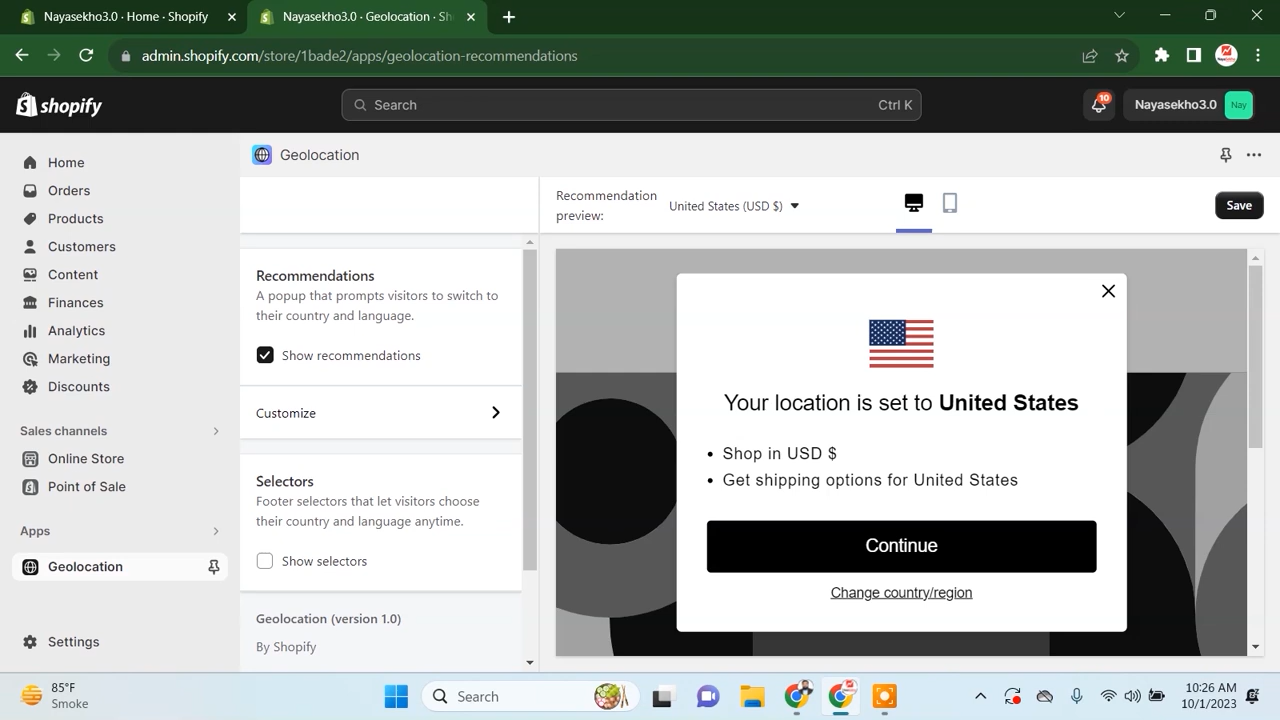 Nayasekho3.0 · Home · Shopify
Nayasekho3.0 · Geolocation · Sh
admin.shopify.com/store/1bade2/apps/geolocation-recommendations
shopify
Search
Ctrl K
10
Nayasekho3.0
Nay
Home
Orders
Products
Customers
Content
Finances
Analytics
Marketing
Discounts
Sales channels
Online Store
Point of Sale
Apps
Geolocation
Settings
Geolocation
Recommendations
A popup that prompts visitors to switch to
their country and language.
Show recommendations
Customize
Selectors
Footer selectors that let visitors choose
their country and language anytime.
Show selectors
Geolocation (version 1.0)
By Shopify
Recommendation
preview:
United States (USD $)
Save
Your location is set to United States
• Shop in USD $
• Get shipping options for United States
Continue
Change country/region
85°F
Smoke
Search
10:26 AM
10/1/2023